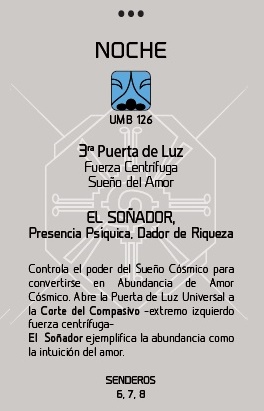 NOCHE
UMB 126
3ra Puerta de Luz
Fuerza Centrífuga
Sueño del Amor
EL SOÑADOR,
Presencia Psíquica, Dador de Riqueza
Controla el poder del Sueño Cósmico para
convertirse en Abundancia de Amor
Cósmico. Abre la Puerta de Luz Universal a
la Corte del Compasivo -extremo izquierdo
fuerza centrífuga-
El Soñador ejemplifica la abundancia como
la intuición del amor.
SENDEROS
6, 7, 8